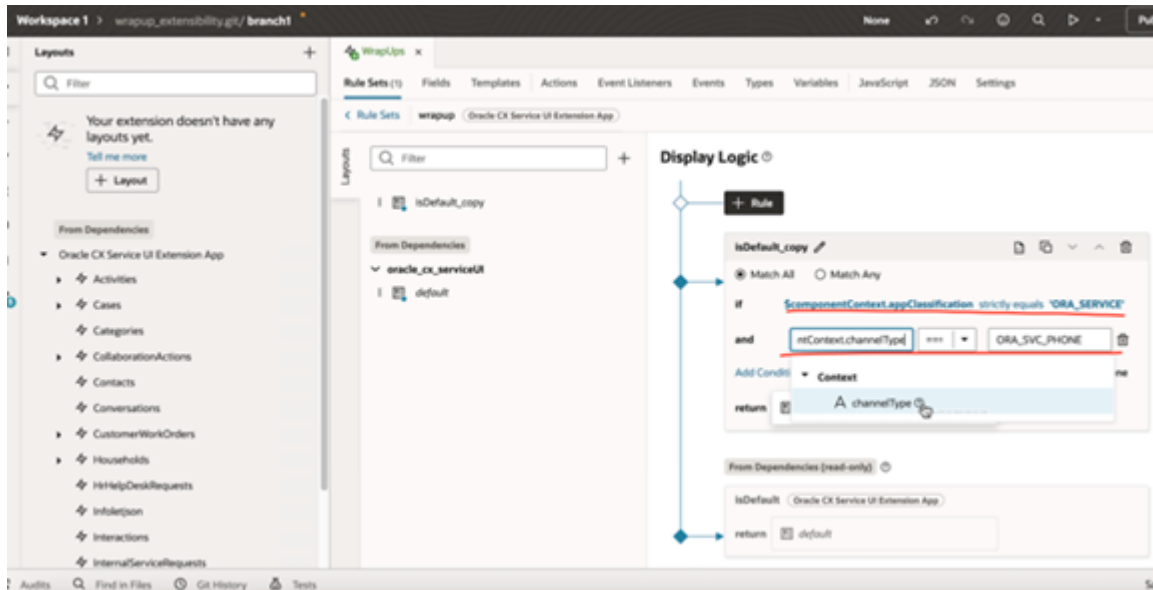 Workspace 1 > wrapup_extensibility.git/ branch1 None
Layouts
Filter
Your extension doesn't have any
layouts yet.
Tell me more
+ Layout
From Dependencies
Oracle CX Service UI Extension App
Activities
Cases
Categories
CollaborationActions
Contacts
Conversations
CustomerWorkOrders
Households
HrHelpDeskRequests
Infoletjson
Interactions
InternalServiceRequests
WrapUps ×
Rule Sets (1) Fields Templates Actions Event Listeners Events Types Variables JavaScript JSON Settings
< Rule Sets wrapup Oracle CX Service UI Extension App
Layouts
Filter
isDefault_copy
From Dependencies
oracle_cx_serviceUI
default
Display Logic
+ Rule
isDefault_copy
Match All Match Any
if $componentContext.appClassification strictly equals 'ORA_SERVICE'
and ntContext.channelType === ORA_SVC_PHONE
Add Conditi
Context
A channelType
return
From Dependencies (read-only)
isDefault Oracle CX Service UI Extension App
return default
Audits Find in Files Git History Tests